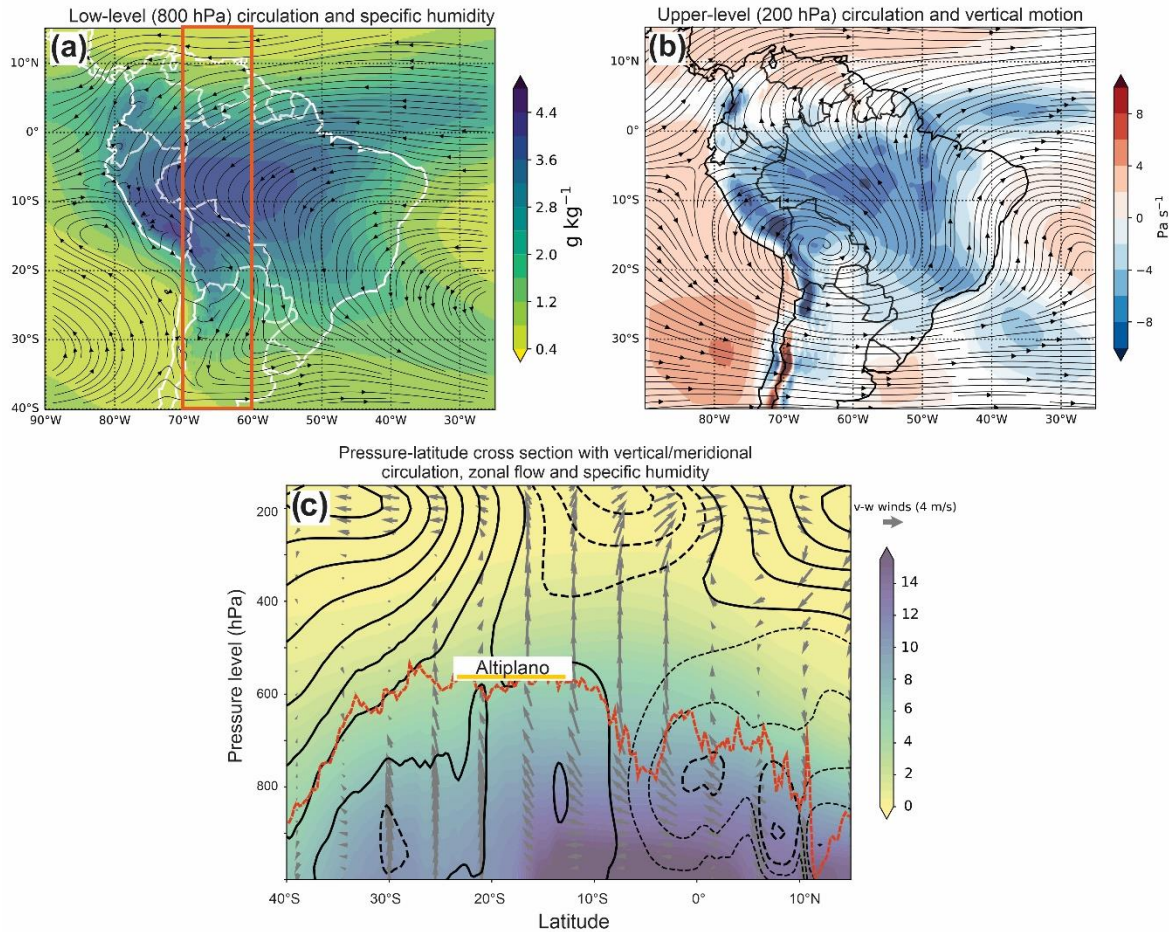 Low-level (800 hPa) circulation and specific humidity
(a)
10°N
0°
10°S
20°S
30°S
40°S
90°W 80°W 70°W 60°W 50°W 40°W 30°W
4.4
3.6
2.8
2.0
1.2
0.4
g kg⁻¹
Upper-level (200 hPa) circulation and vertical motion
(b)
10°N
0°
10°S
20°S
30°S
40°S
80°W 70°W 60°W 50°W 40°W 30°W
8
4
0
−4
−8
Pa s⁻¹
Pressure-latitude cross section with vertical/meridional
circulation, zonal flow and specific humidity
(c)
200
400
600
800
Pressure level (hPa)
Altiplano
40°S 30°S 20°S 10°S 0° 10°N
Latitude
v-w winds (4 m/s)
14
12
10
8
6
4
2
0